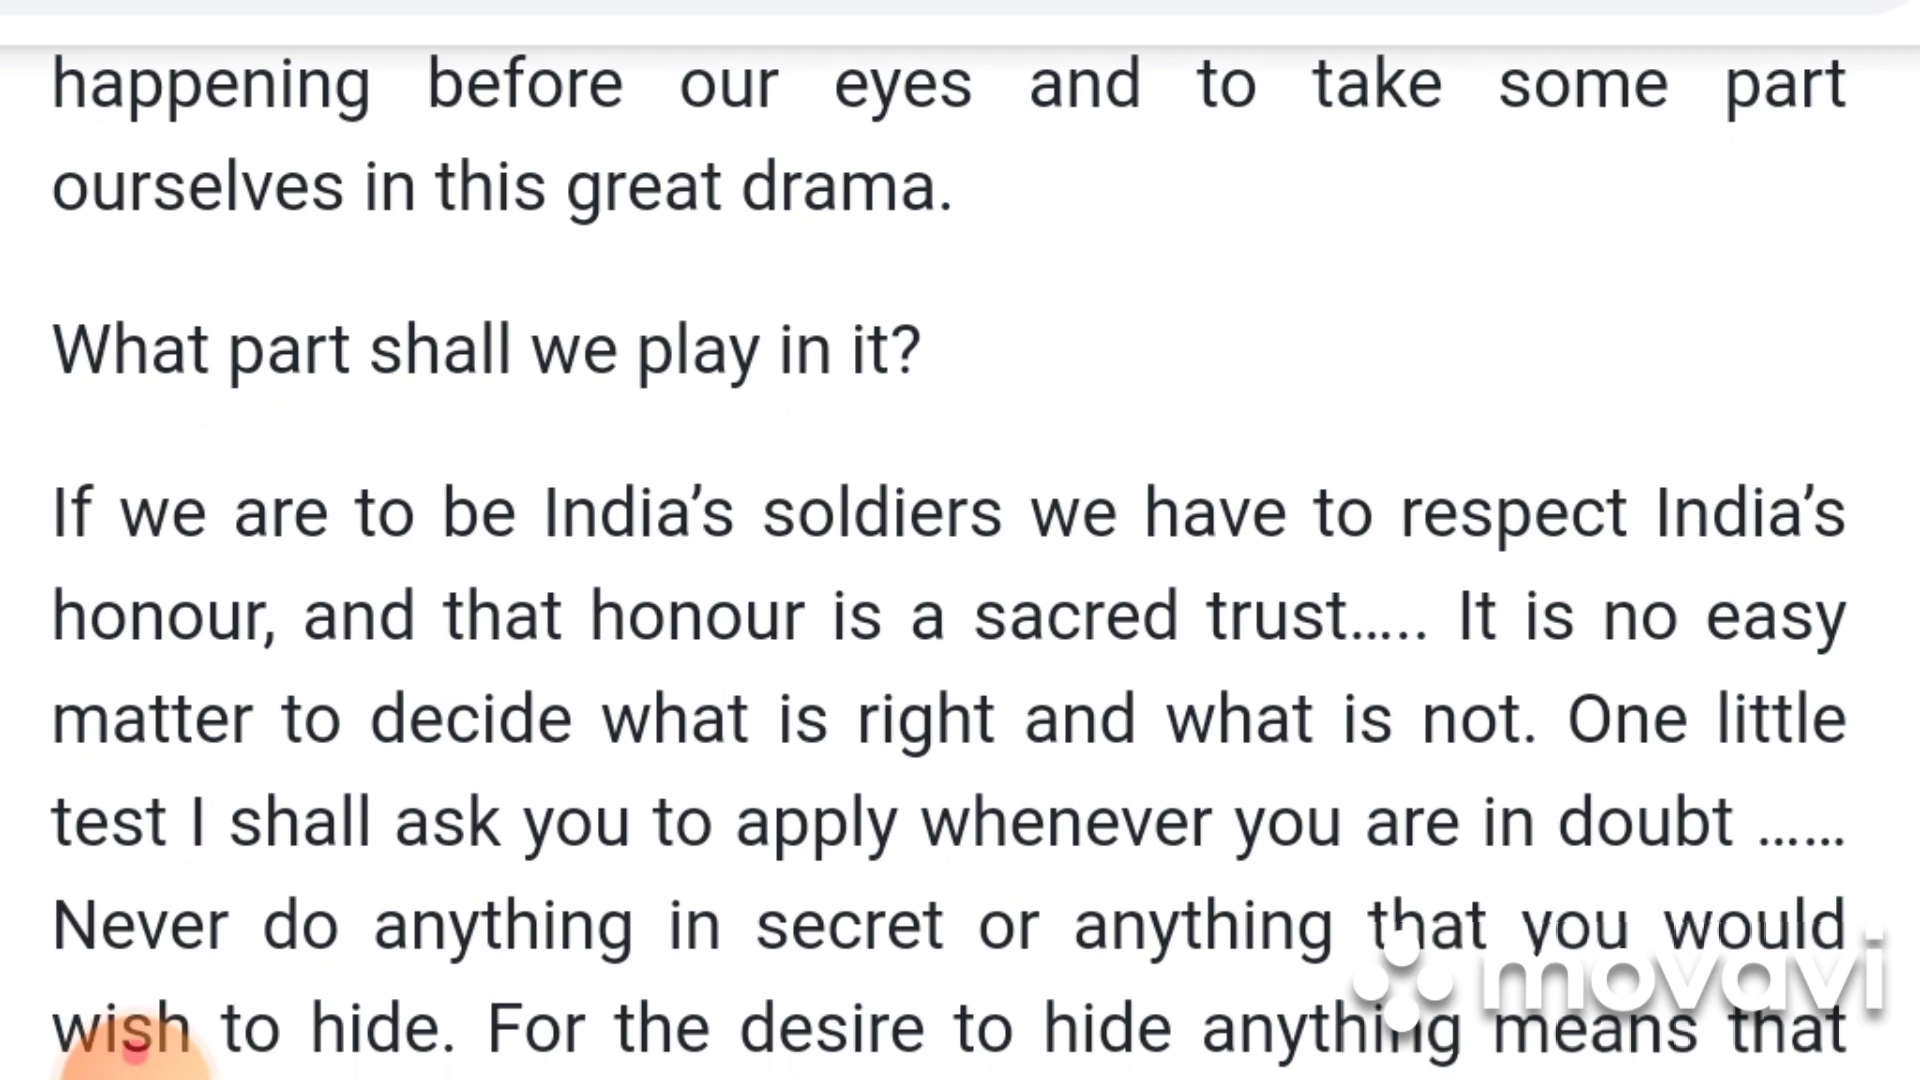 happening before our eyes and to take some part
ourselves in this great drama.
What part shall we play in it?
If we are to be India’s soldiers we have to respect India’s
honour, and that honour is a sacred trust..... It is no easy
matter to decide what is right and what is not. One little
test I shall ask you to apply whenever you are in doubt ......
Never do anything in secret or anything that you would
wish to hide. For the desire to hide anything means that
movavi